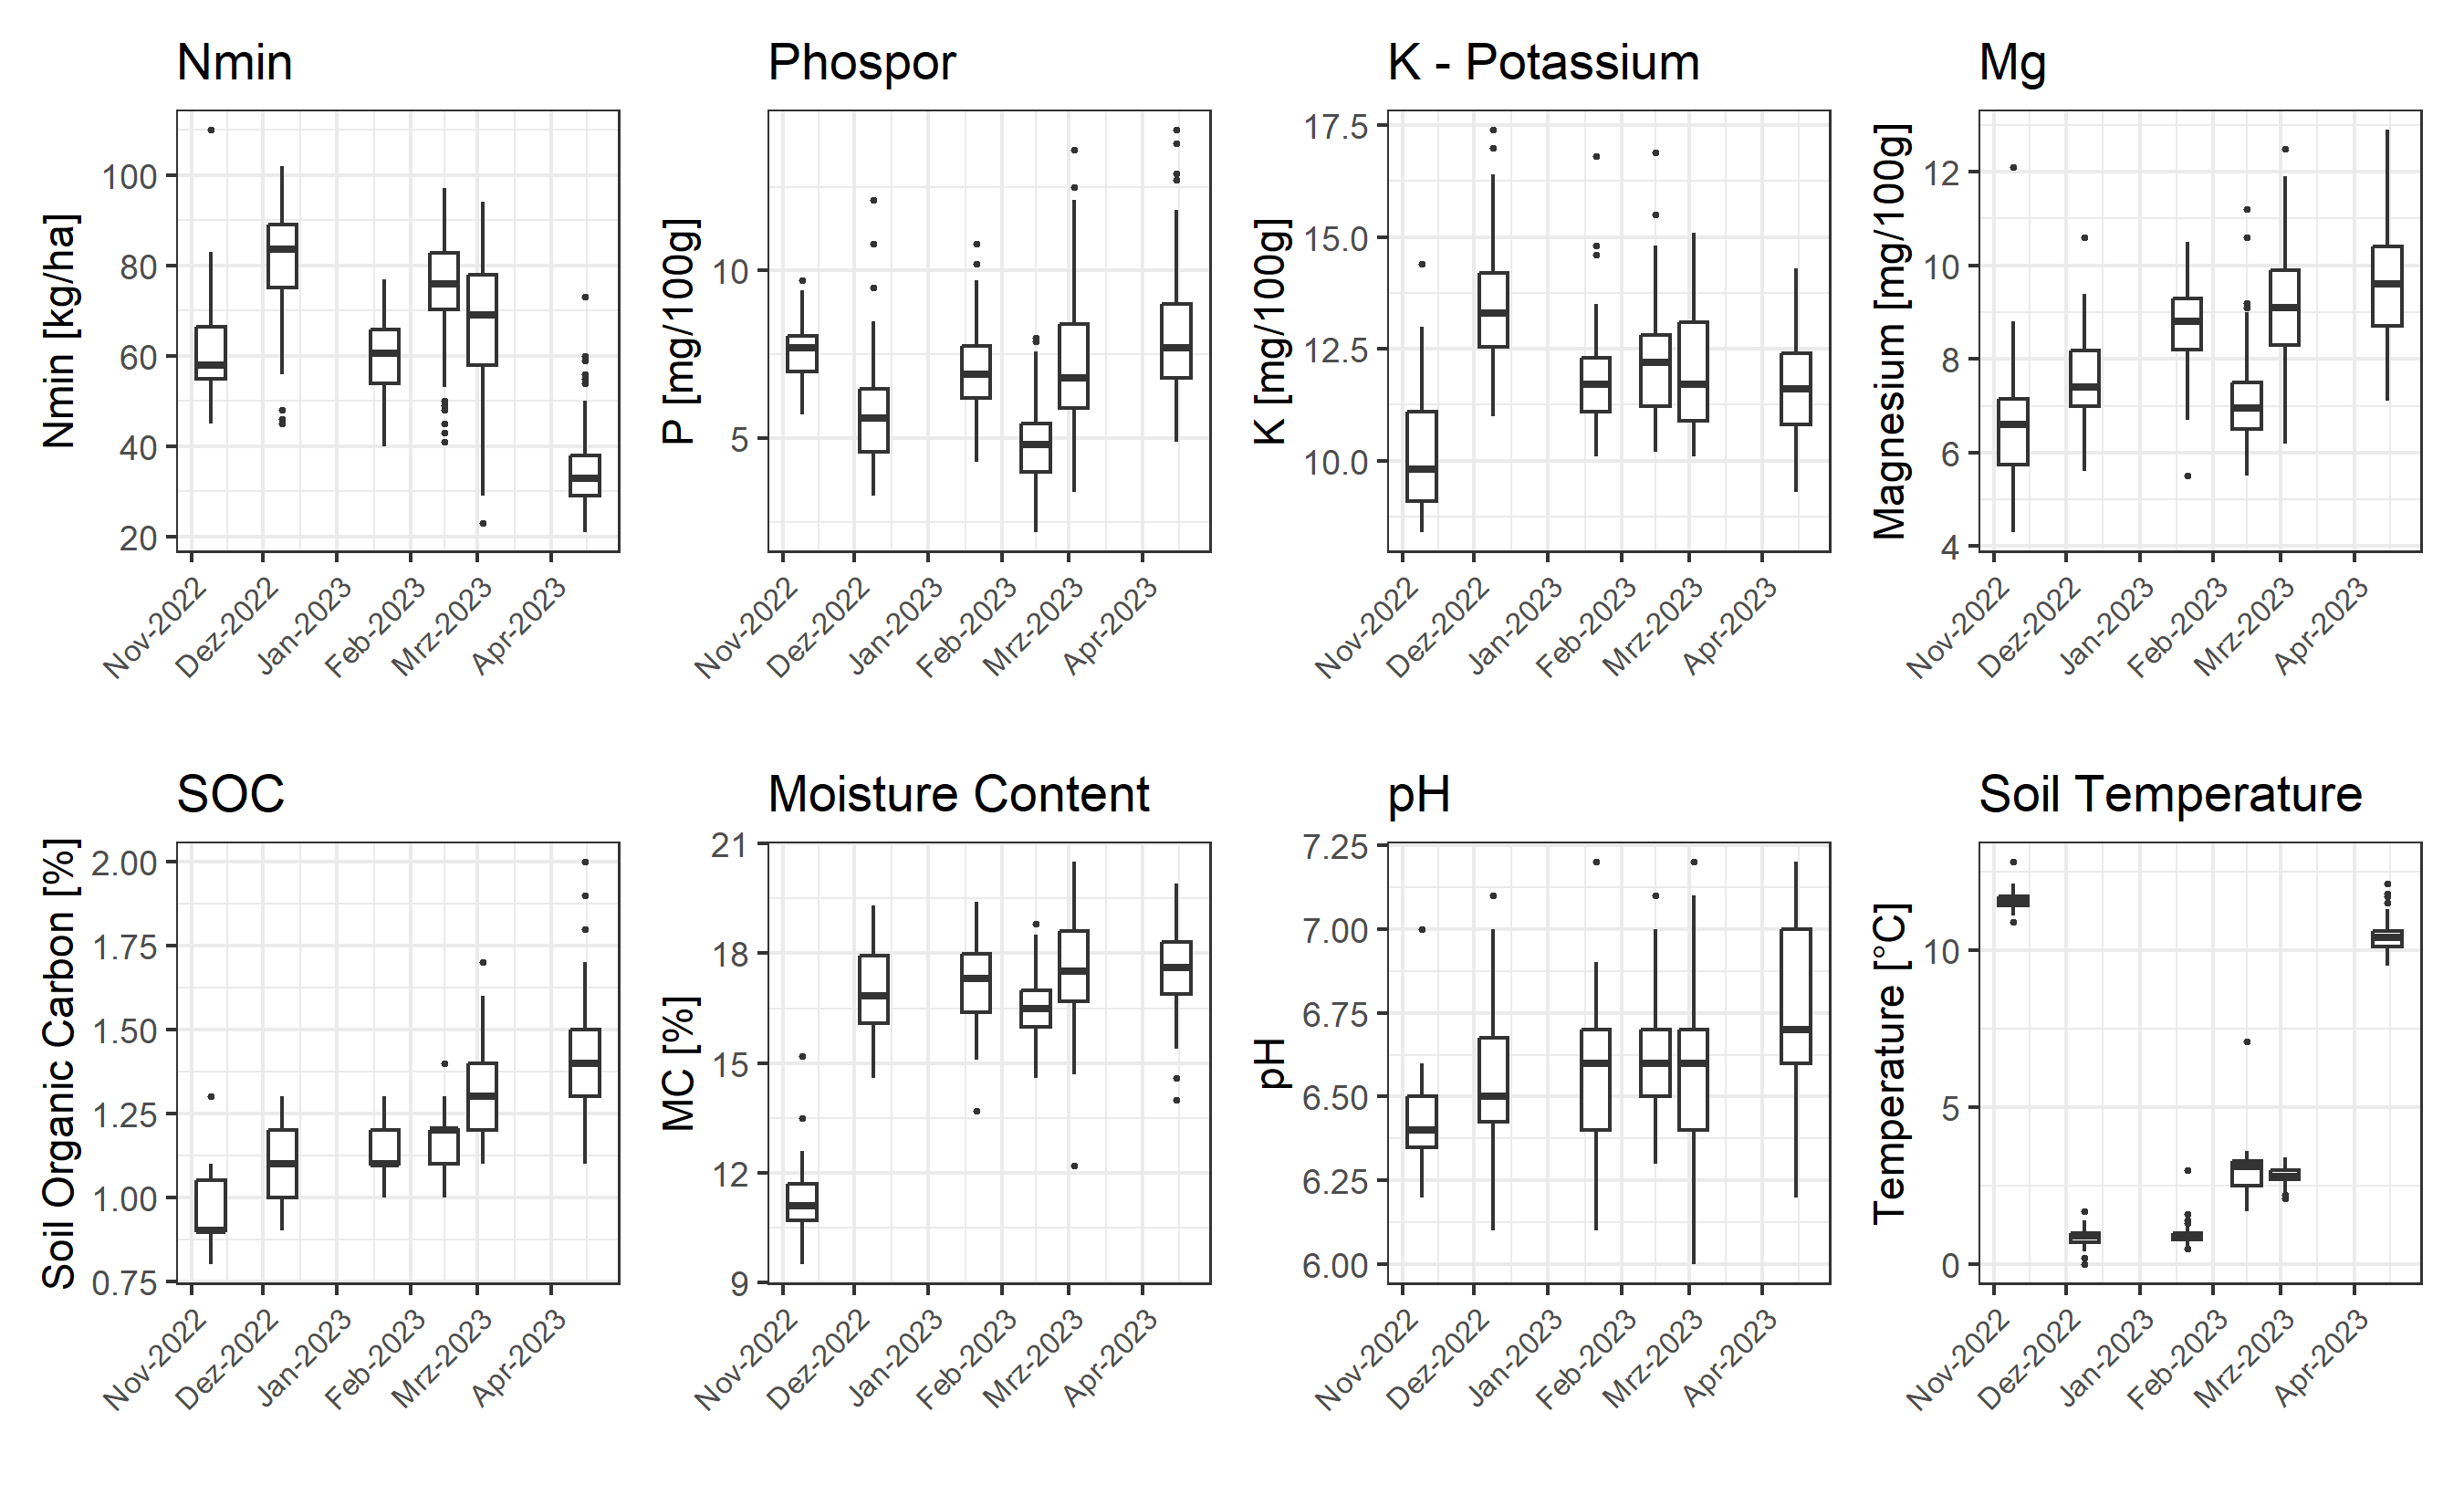 Nmin
Nmin [kg/ha]
100
80
60
40
20
Nov-2022
Dez-2022
Jan-2023
Feb-2023
Mrz-2023
Apr-2023
Phospor
P [mg/100g]
10
5
Nov-2022
Dez-2022
Jan-2023
Feb-2023
Mrz-2023
Apr-2023
K - Potassium
K [mg/100g]
17.5
15.0
12.5
10.0
Nov-2022
Dez-2022
Jan-2023
Feb-2023
Mrz-2023
Apr-2023
Mg
Magnesium [mg/100g]
12
10
8
6
4
Nov-2022
Dez-2022
Jan-2023
Feb-2023
Mrz-2023
Apr-2023
SOC
Soil Organic Carbon [%]
2.00
1.75
1.50
1.25
1.00
0.75
Nov-2022
Dez-2022
Jan-2023
Feb-2023
Mrz-2023
Apr-2023
Moisture Content
MC [%]
21
18
15
12
9
Nov-2022
Dez-2022
Jan-2023
Feb-2023
Mrz-2023
Apr-2023
pH
pH
7.25
7.00
6.75
6.50
6.25
6.00
Nov-2022
Dez-2022
Jan-2023
Feb-2023
Mrz-2023
Apr-2023
Soil Temperature
Temperature [°C]
10
5
0
Nov-2022
Dez-2022
Jan-2023
Feb-2023
Mrz-2023
Apr-2023